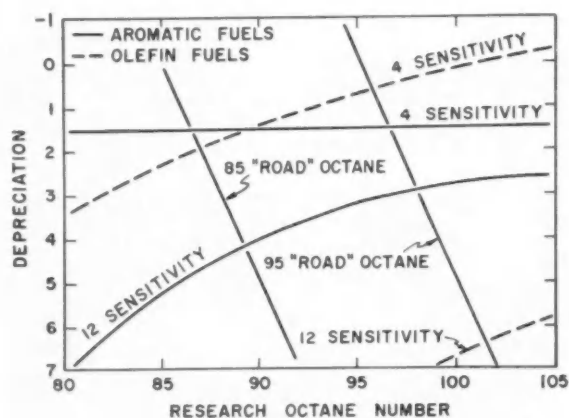 -1
0
1
2
3
4
5
6
7
DEPRECIATION
AROMATIC FUELS
OLEFIN FUELS
4 SENSITIVITY
4 SENSITIVITY
85 "ROAD" OCTANE
95 "ROAD" OCTANE
12 SENSITIVITY
12 SENSITIVITY
80 85 90 95 100 105
RESEARCH OCTANE NUMBER